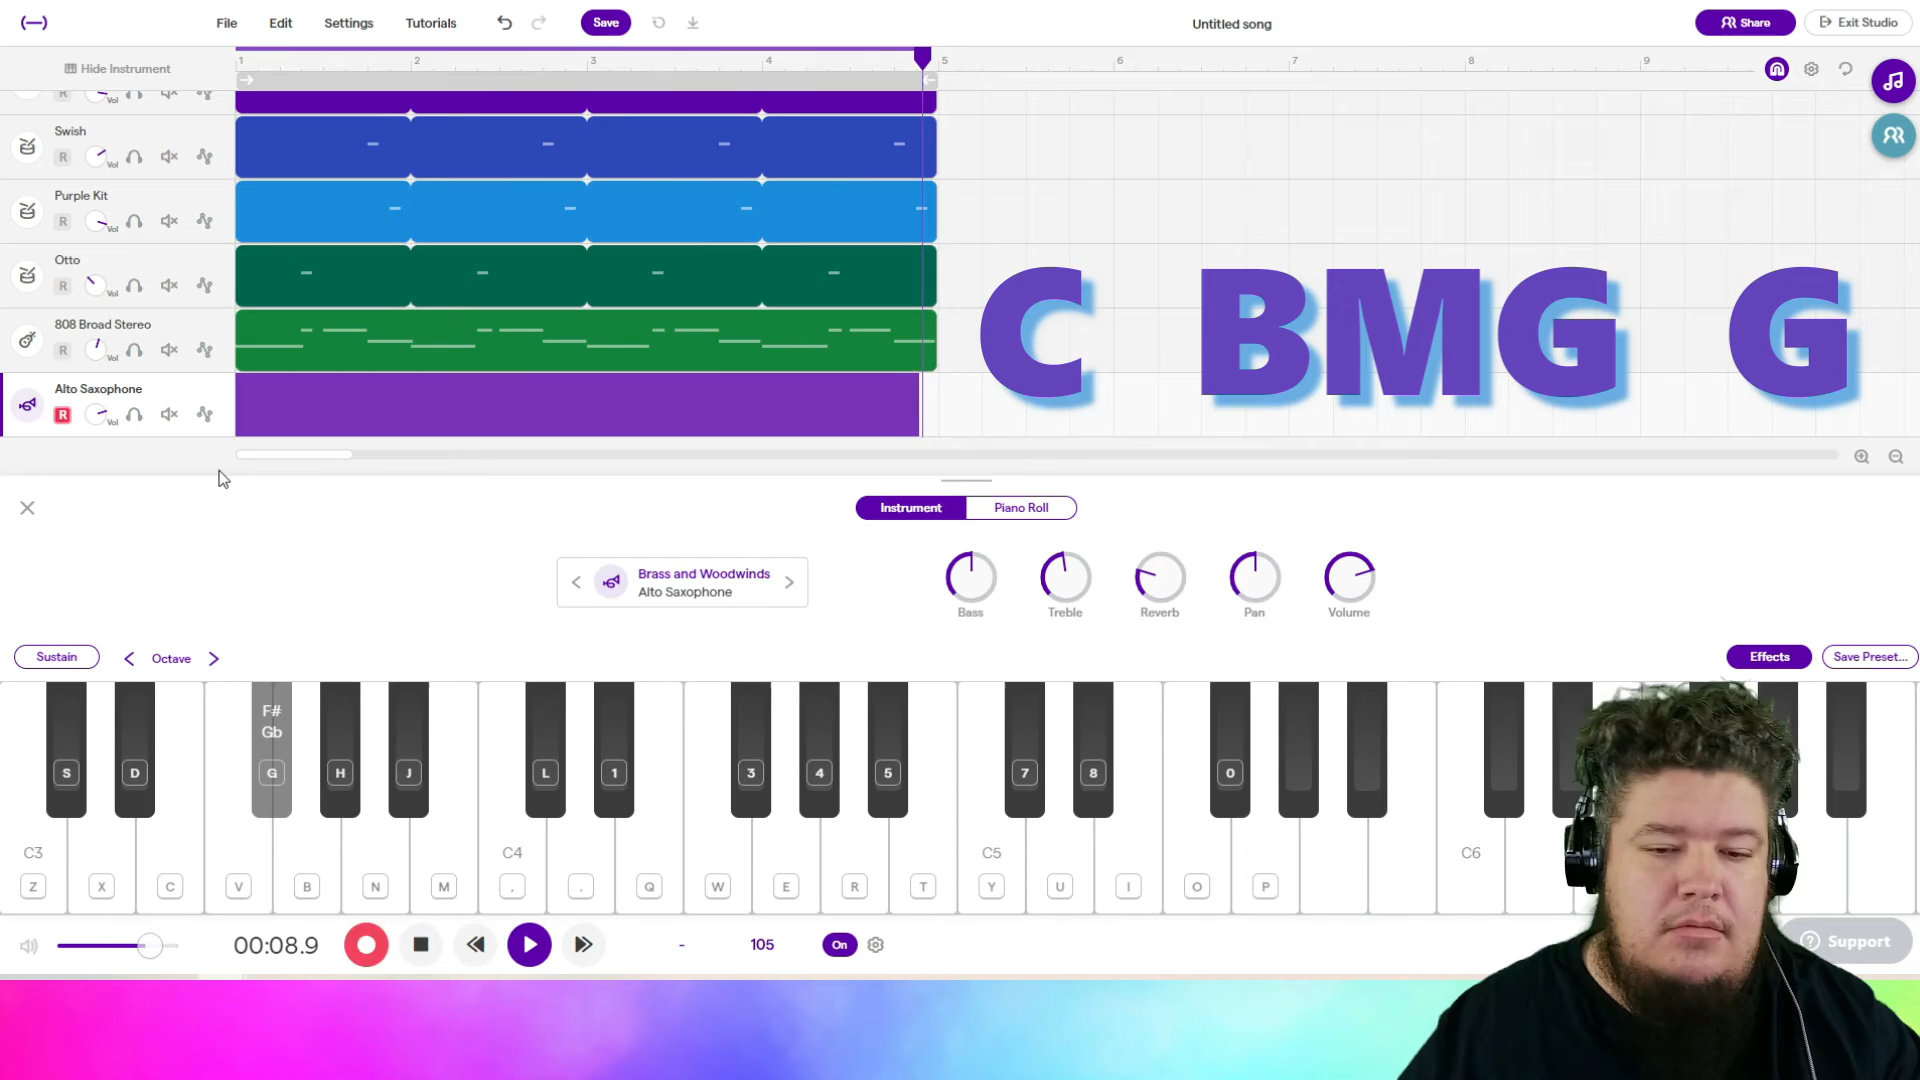 File Edit Settings Tutorials Save Untitled song Share Exit Studio
Hide Instrument 1 2 3 4 5 6 7 8 9
R Vol
Swish
R Vol
Purple Kit
R Vol
Otto
R Vol
808 Broad Stereo
R Vol
C BMG G
Alto Saxophone
R Vol
Instrument Piano Roll
Brass and Woodwinds
Alto Saxophone
Bass Treble Reverb Pan Volume
Sustain Octave Effects Save Preset...
F#
Gb
S D G H J L 1 3 4 5 7 8 0
C3 C4 C5 C6
Z X C V B N M , . Q W E R T Y U I O P
00:08.9 - 105 On Support